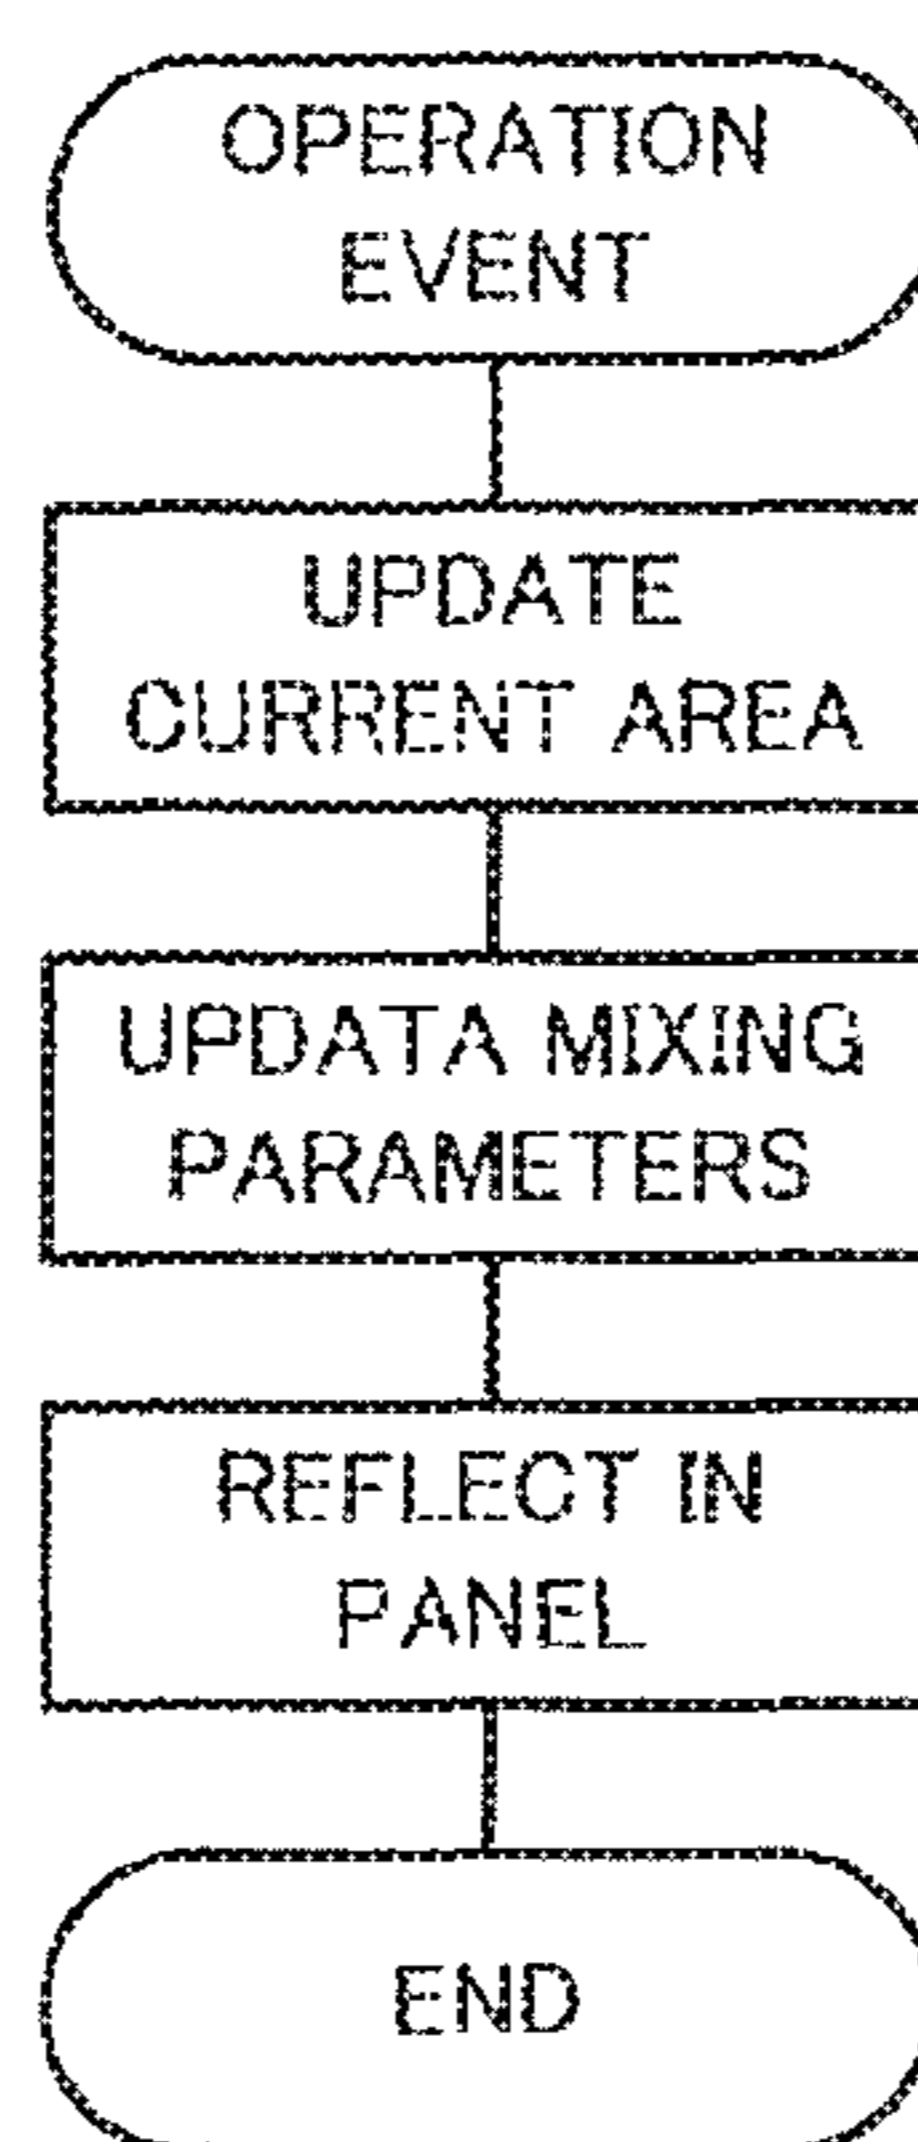 OPERATION
EVENT
UPDATE
CURRENT AREA
UPDATA MIXING
PARAMETERS
REFLECT IN
PANEL
END